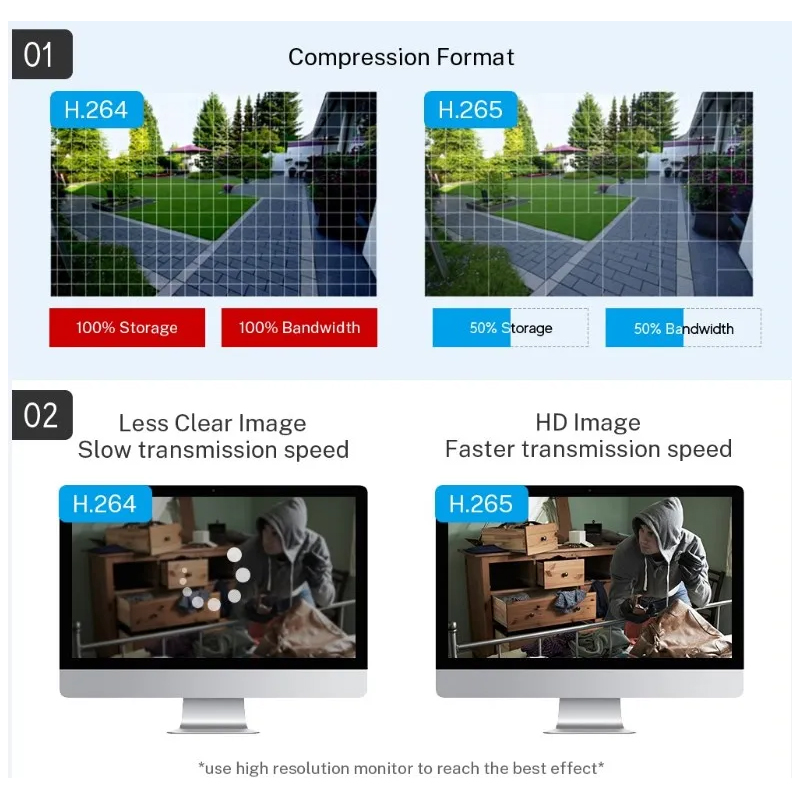 01
Compression Format
H.264
H.265
100% Storage
100% Bandwidth
50% Storage
50% Bandwidth
02
Less Clear Image
Slow transmission speed
HD Image
Faster transmission speed
H.264
H.265
*use high resolution monitor to reach the best effect*